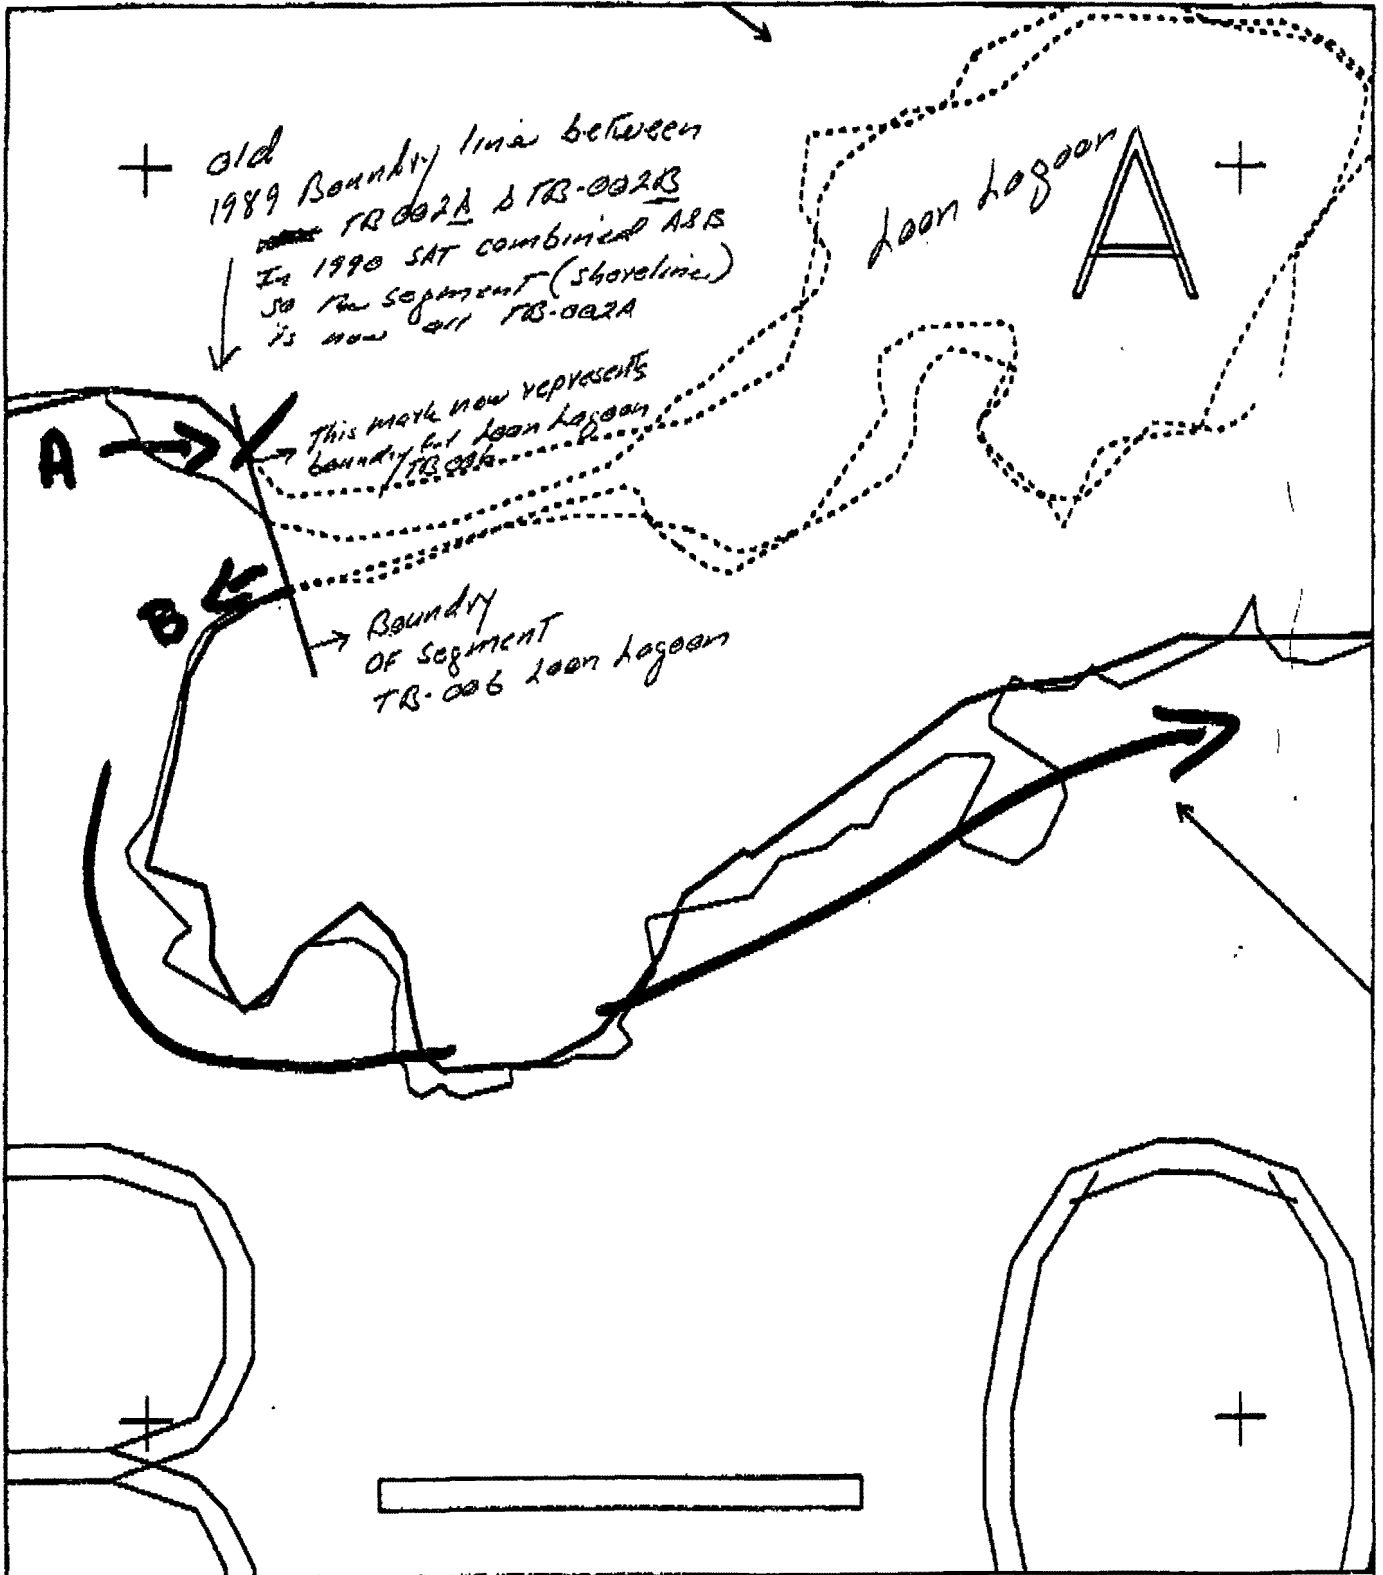 old
1989 Boundry line between
TB 002A & TB-002B
In 1990 SAT combined A&B
so the segment (shoreline)
is now all TB-002A
Loon Lagoon
A
This mark now represents
boundry for Loon Lagoon
TB 006
A
B
Boundry
OF segment
TB-006 Loon Lagoon